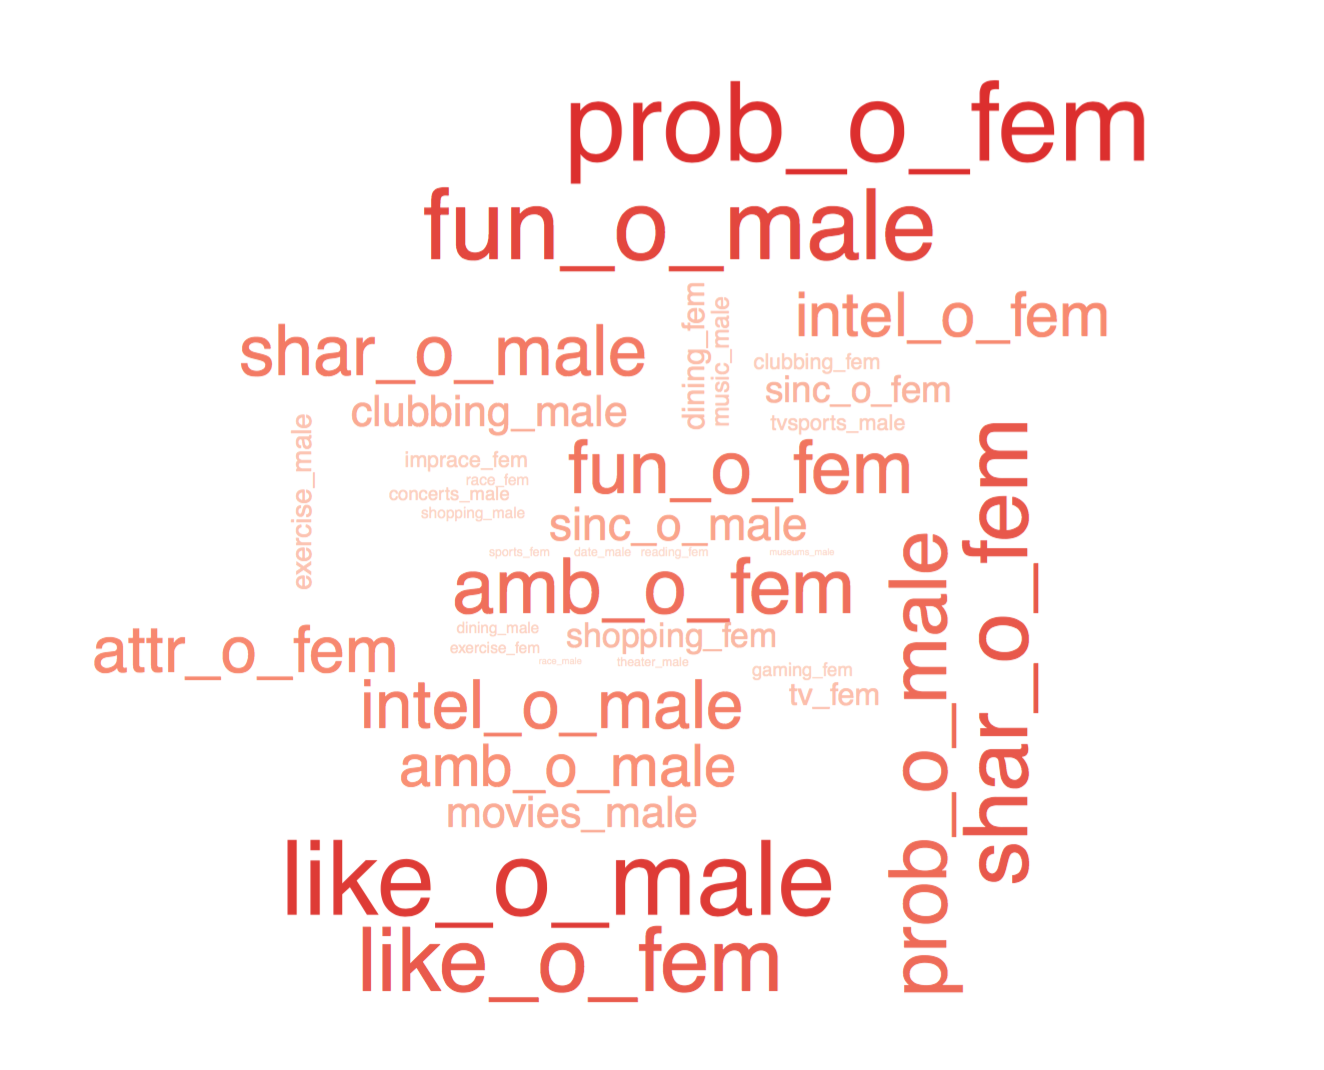 prob_o_fem
fun_o_male
dining_fem
music_male
intel_o_fem
shar_o_male
clubbing_fem
sinc_o_fem
clubbing_male
tvsports_male
exercise_male
imprace_fem
fun_o_fem
race_fem
concerts_male
shopping_male
sinc_o_male
shar_o_fem
prob_o_male
sports_fem
date_male
reading_fem
museums_male
amb_o_fem
dining_male
shopping_fem
attr_o_fem
exercise_fem
race_male
theater_male
gaming_fem
tv_fem
intel_o_male
amb_o_male
movies_male
like_o_male
like_o_fem